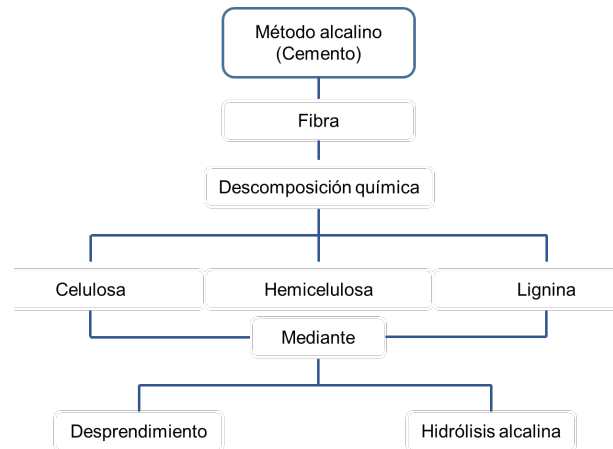 Método alcalino
(Cemento)
Fibra
Descomposición química
Celulosa
Hemicelulosa
Lignina
Mediante
Desprendimiento
Hidrólisis alcalina